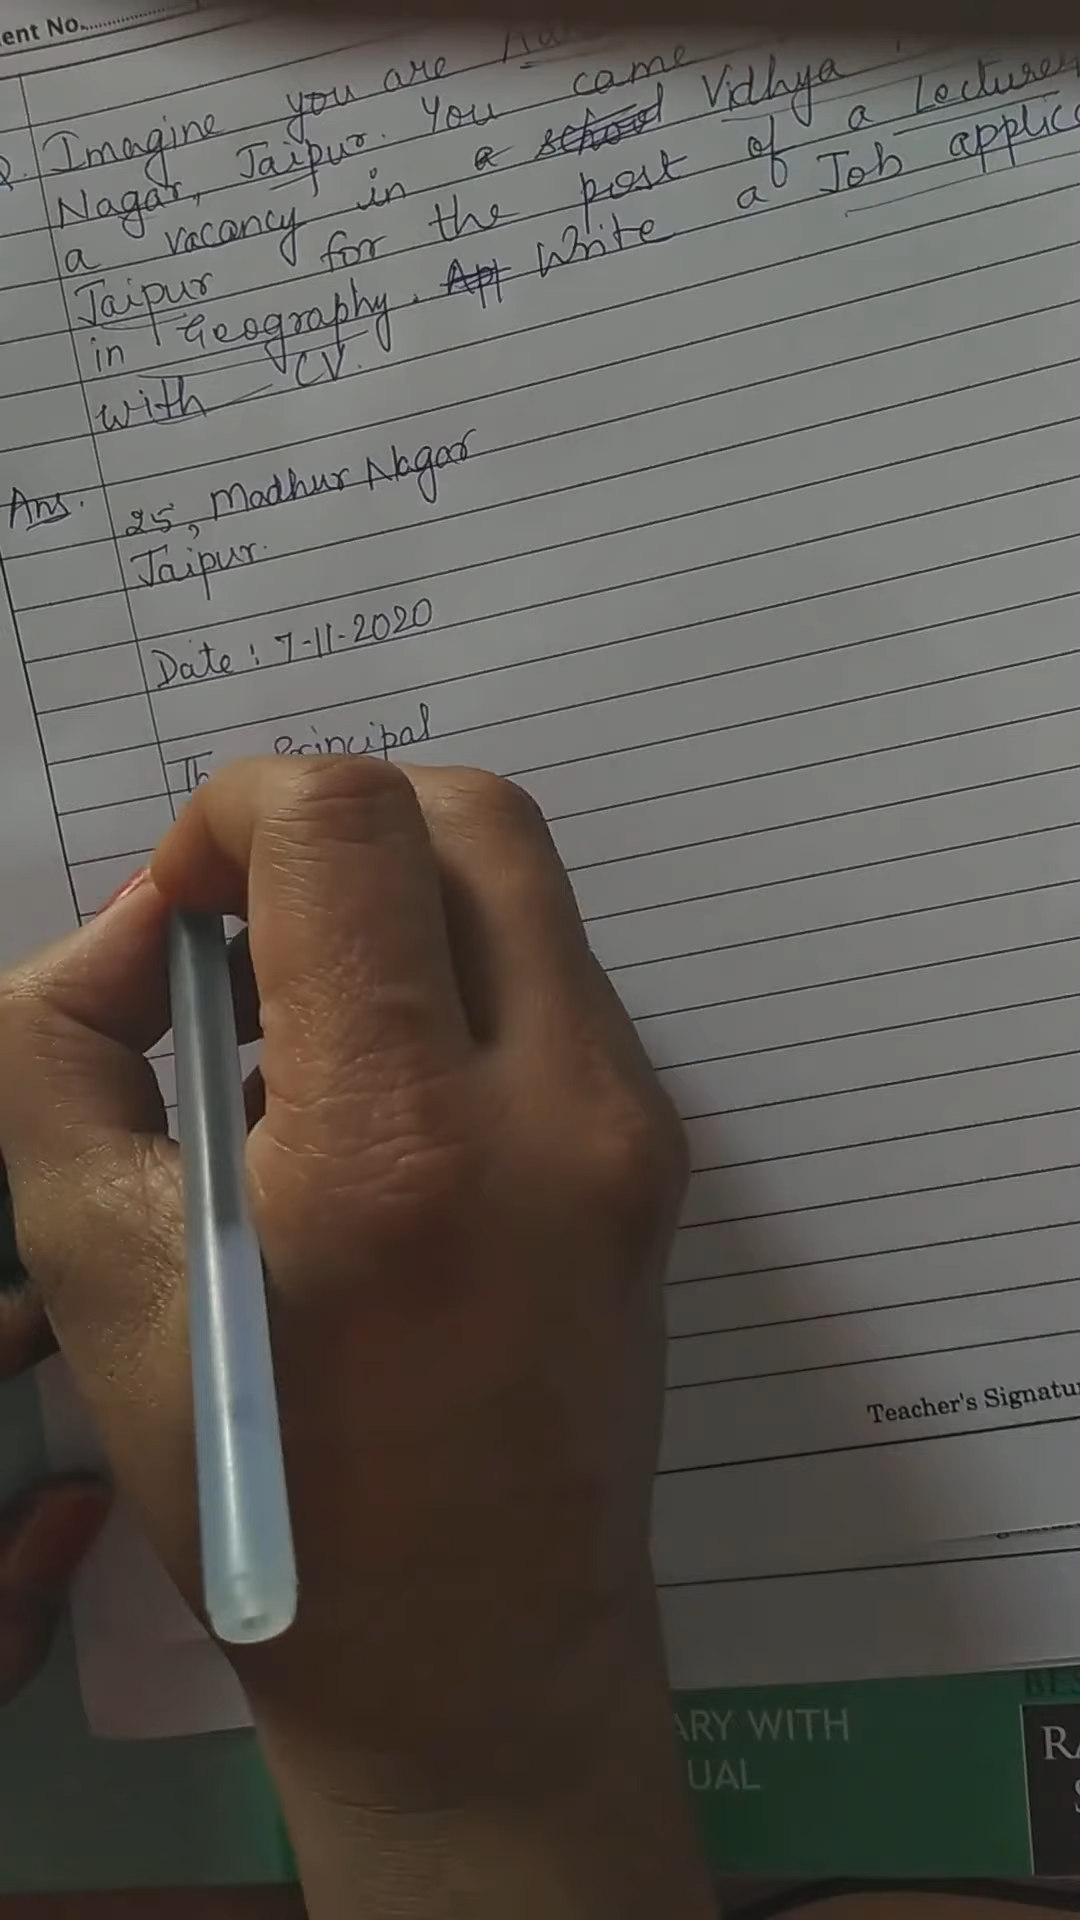 ent No.
Q. Imagine you are
Nagar, Jaipur. You came
a vacancy in a school Vidhya
Jaipur for the post of a Lecturer
in Geography. App Write a Job applic
with CV.
Ans. 25, Madhur Nagar
Jaipur.
Date : 7-11-2020
Th Principal
Teacher's Signatu
ARY WITH
UAL